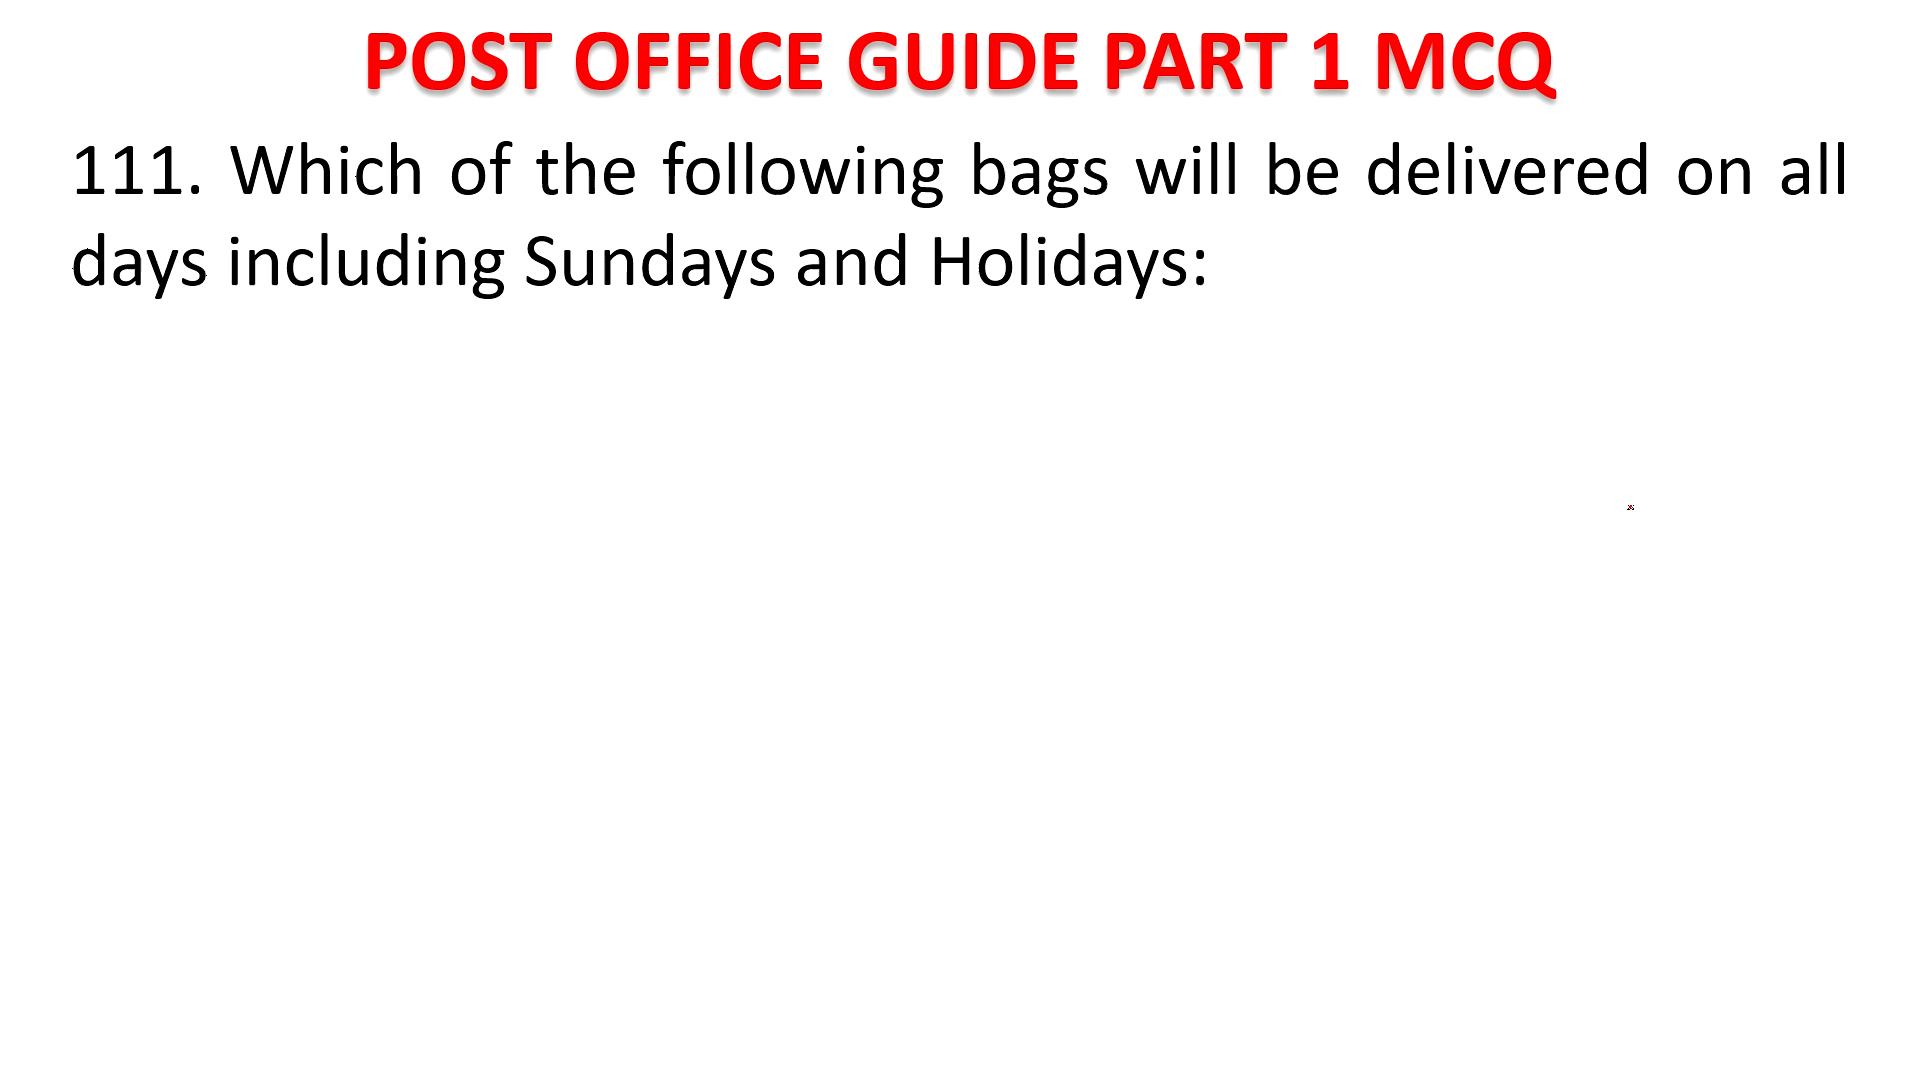 POST OFFICE GUIDE PART 1 MCQ
111. Which of the following bags will be delivered on all
days including Sundays and Holidays: